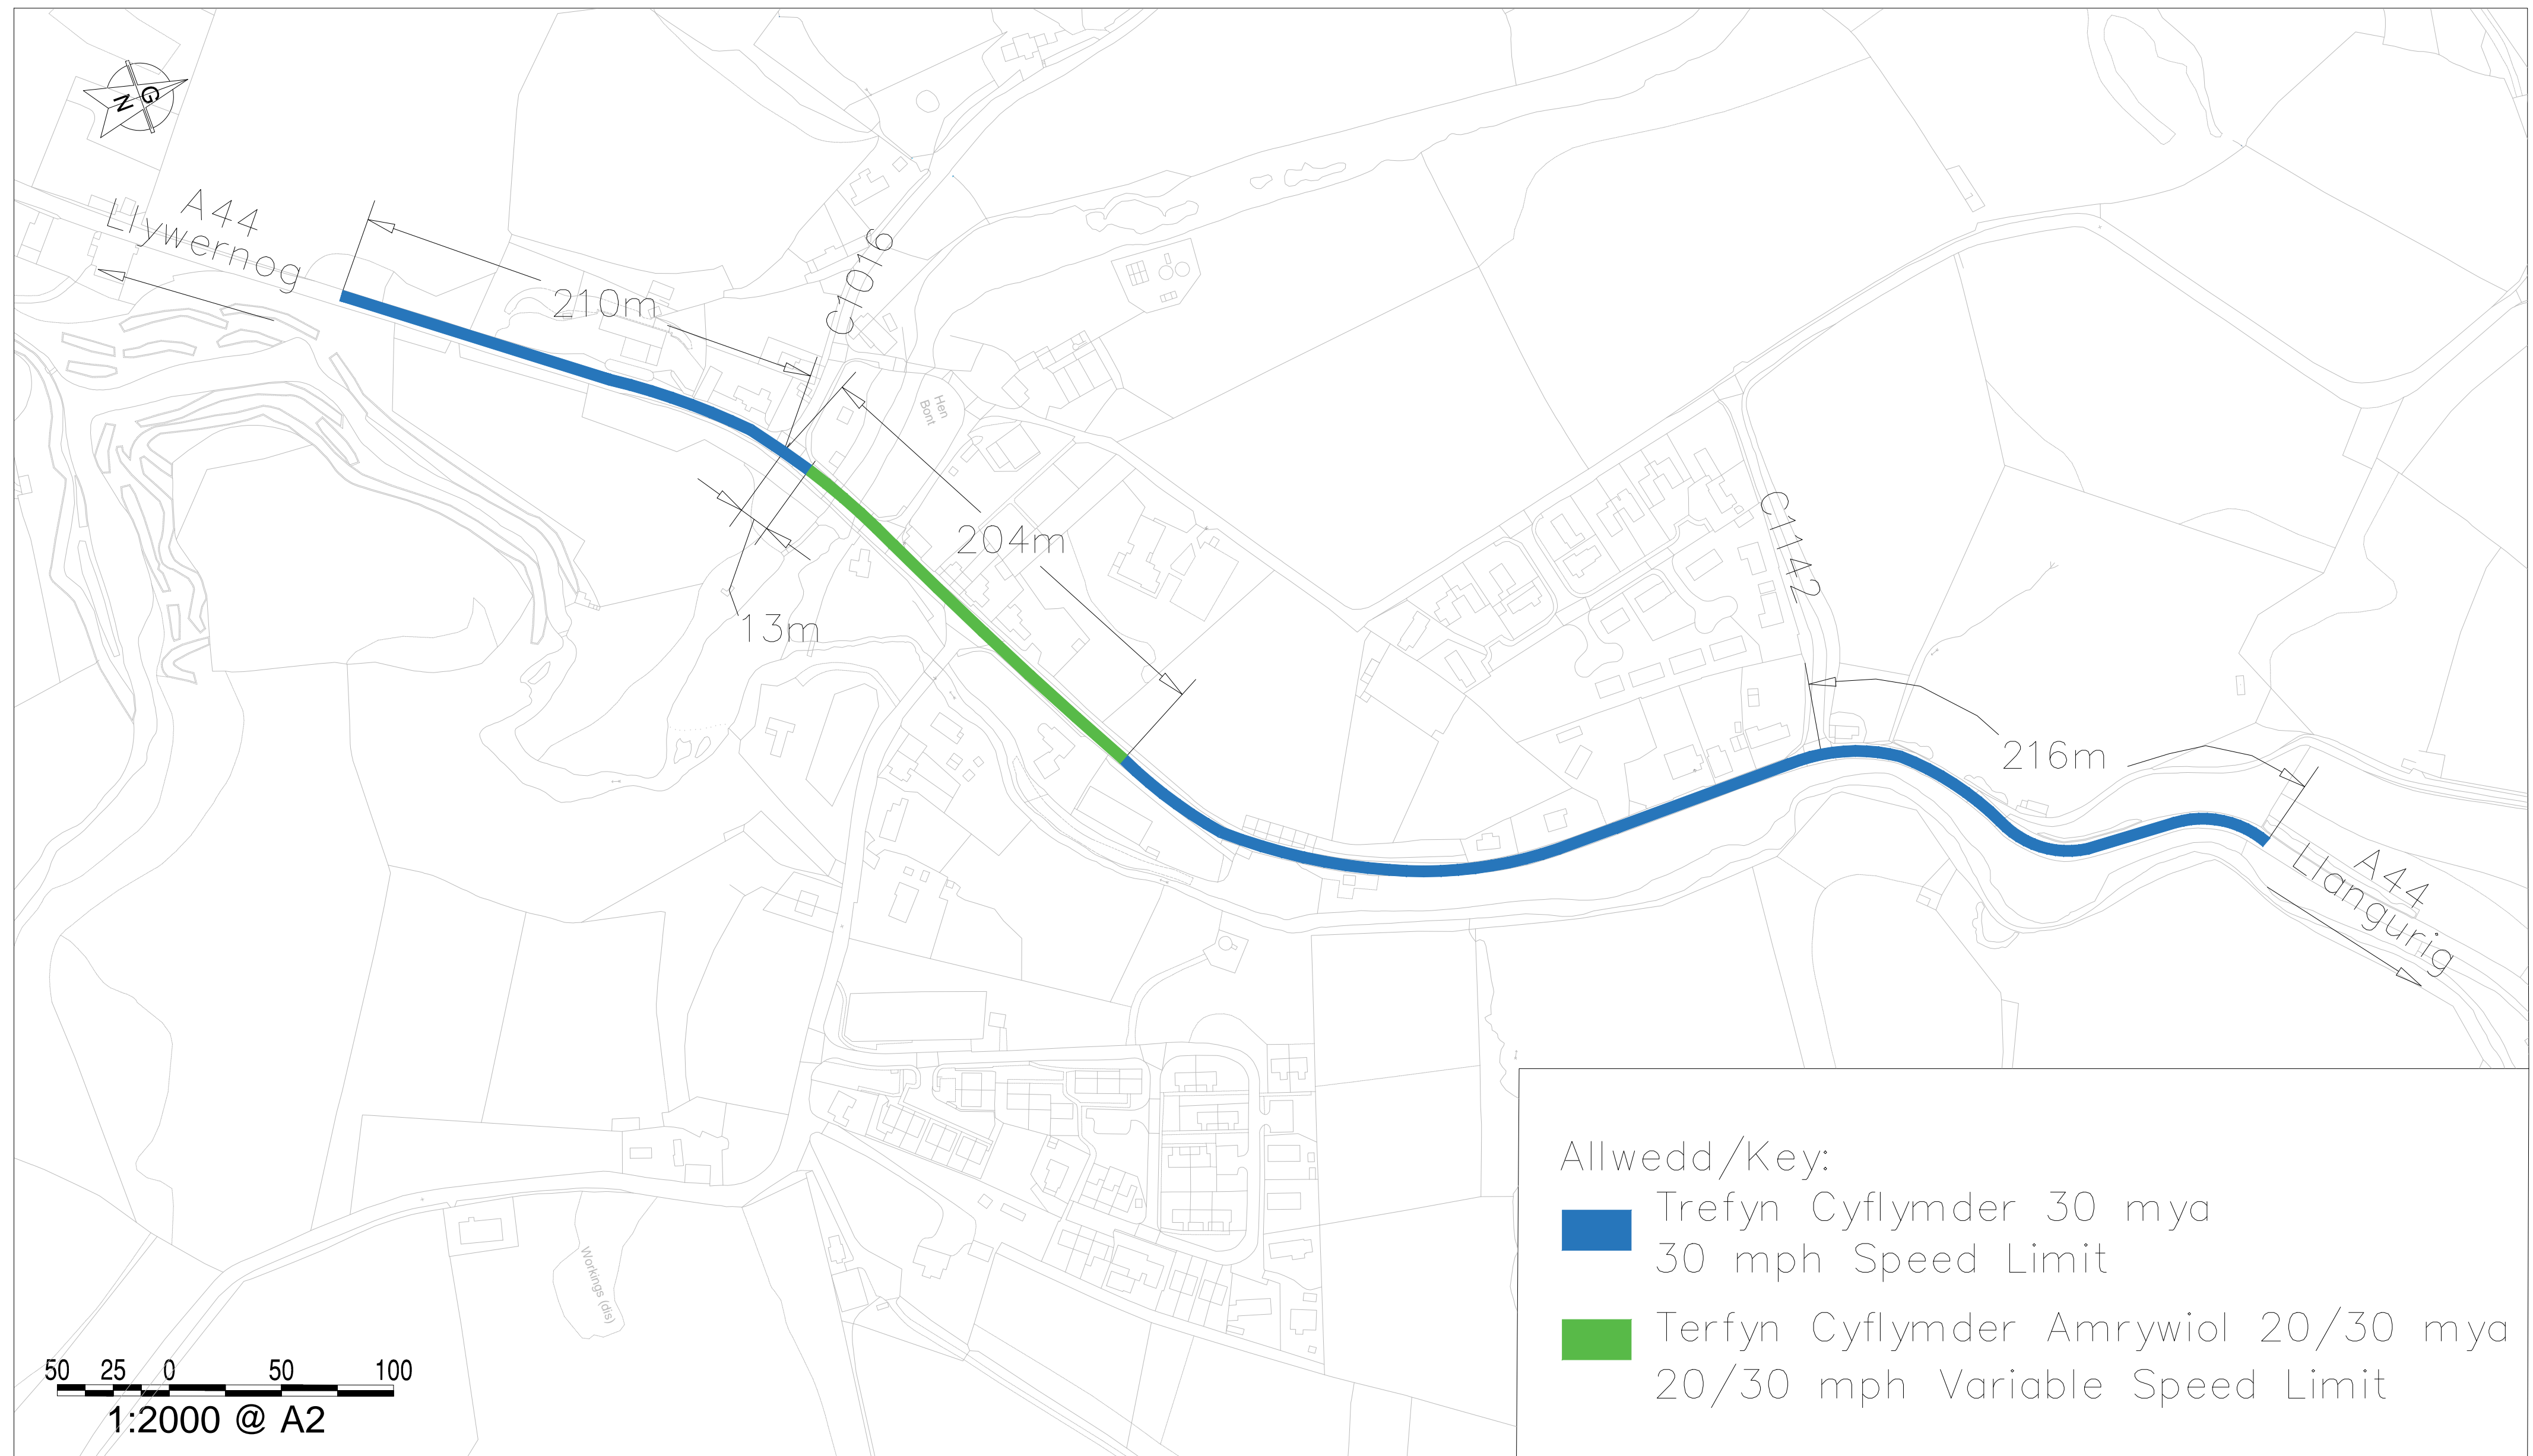 G
N
A44
Llywernog
210m
C1016
Hen
Bont
204m
13m
C1142
216m
A44
Llangurig
Workings (dis)
Allwedd/Key:
Trefyn Cyflymder 30 mya
30 mph Speed Limit
Terfyn Cyflymder Amrywiol 20/30 mya
20/30 mph Variable Speed Limit
50 25 0 50 100
1:2000 @ A2